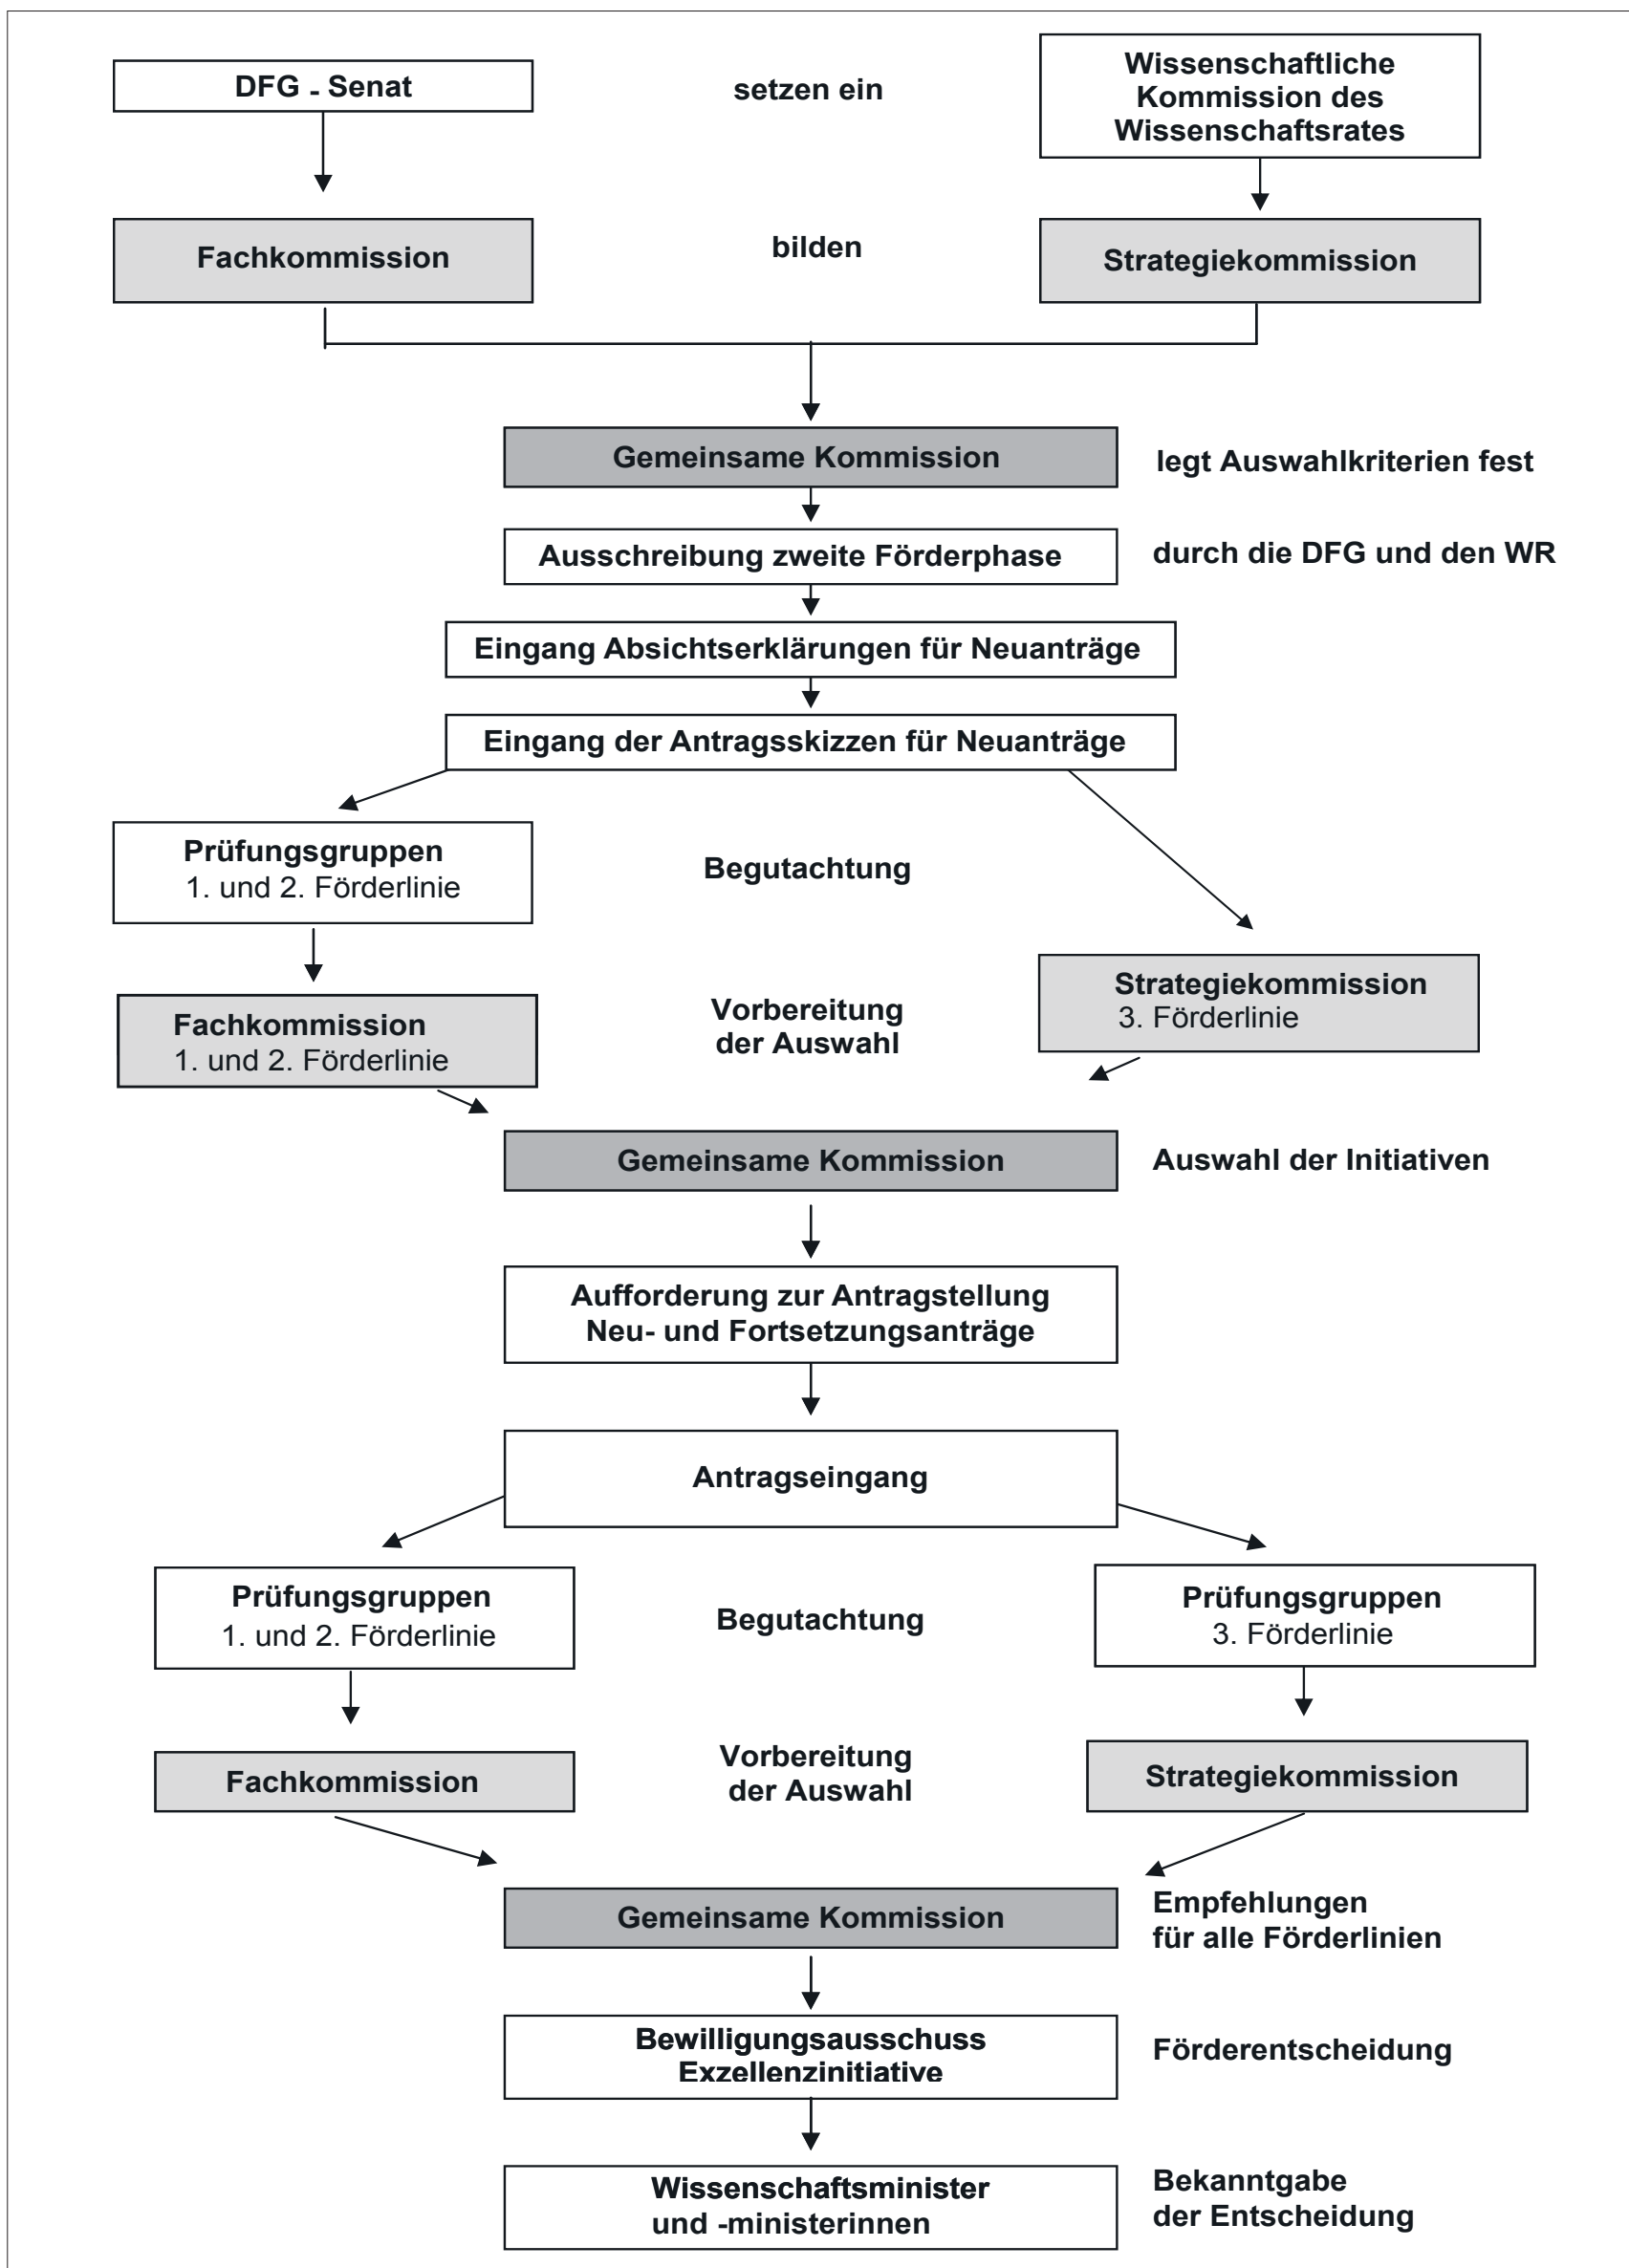 DFG - Senat
setzen ein
Wissenschaftliche
Kommission des
Wissenschaftsrates
Fachkommission
bilden
Strategiekommission
Gemeinsame Kommission
legt Auswahlkriterien fest
Ausschreibung zweite Förderphase
durch die DFG und den WR
Eingang Absichtserklärungen für Neuanträge
Eingang der Antragsskizzen für Neuanträge
Prüfungsgruppen
1. und 2. Förderlinie
Begutachtung
Strategiekommission
3. Förderlinie
Fachkommission
1. und 2. Förderlinie
Vorbereitung
der Auswahl
Gemeinsame Kommission
Auswahl der Initiativen
Aufforderung zur Antragstellung
Neu- und Fortsetzungsanträge
Antragseingang
Prüfungsgruppen
1. und 2. Förderlinie
Begutachtung
Prüfungsgruppen
3. Förderlinie
Fachkommission
Vorbereitung
der Auswahl
Strategiekommission
Gemeinsame Kommission
Empfehlungen
für alle Förderlinien
Bewilligungsausschuss
Exzellenzinitiative
Förderentscheidung
Wissenschaftsminister
und -ministerinnen
Bekanntgabe
der Entscheidung